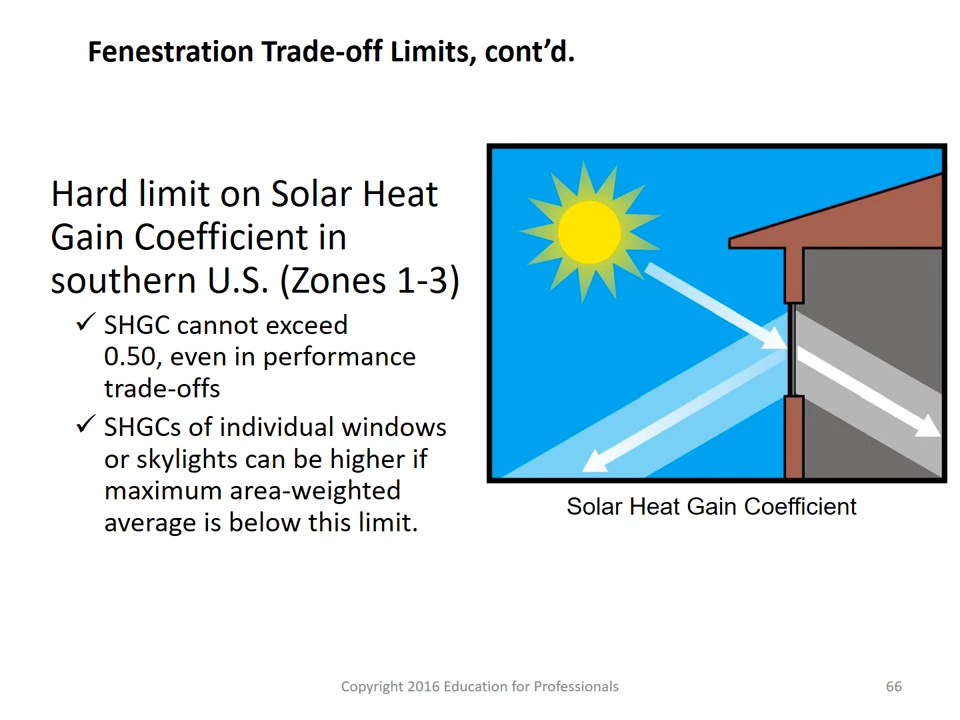 Fenestration Trade-off Limits, cont’d.
Hard limit on Solar Heat
Gain Coefficient in
southern U.S. (Zones 1-3)
✓ SHGC cannot exceed
0.50, even in performance
trade-offs
✓ SHGCs of individual windows
or skylights can be higher if
maximum area-weighted
average is below this limit.
Solar Heat Gain Coefficient
Copyright 2016 Education for Professionals
66